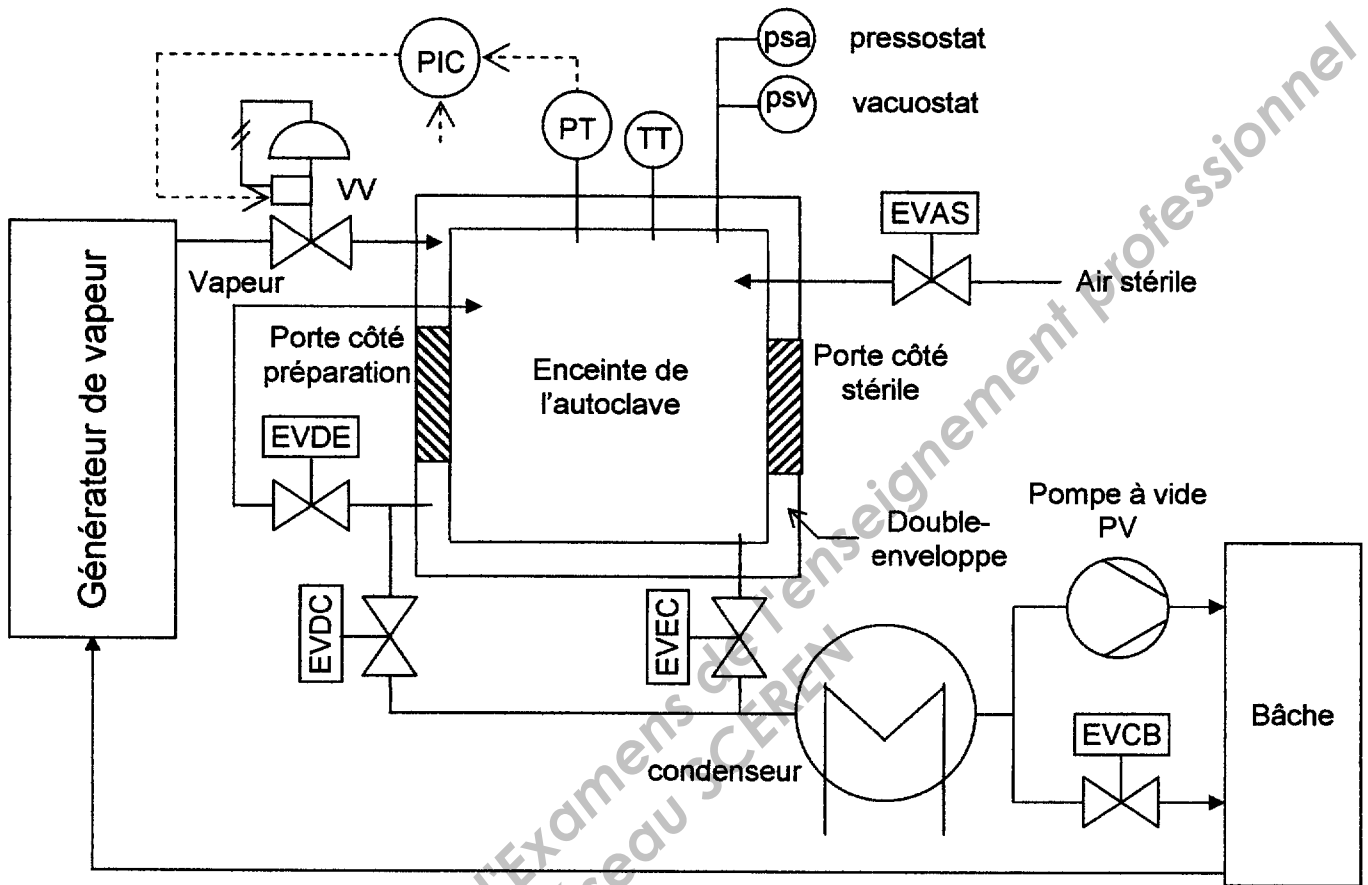 psa pressostat
PIC
psv vacuostat
PT
TT
VV
EVAS
Générateur de vapeur
Vapeur
Air stérile
Porte côté
préparation
Enceinte de
l'autoclave
Porte côté
stérile
EVDE
Pompe à vide
PV
Double-
enveloppe
EVDC
EVEC
Bâche
EVCB
condenseur
d'Examens de l'enseignement professionnel
éseau SCEREN